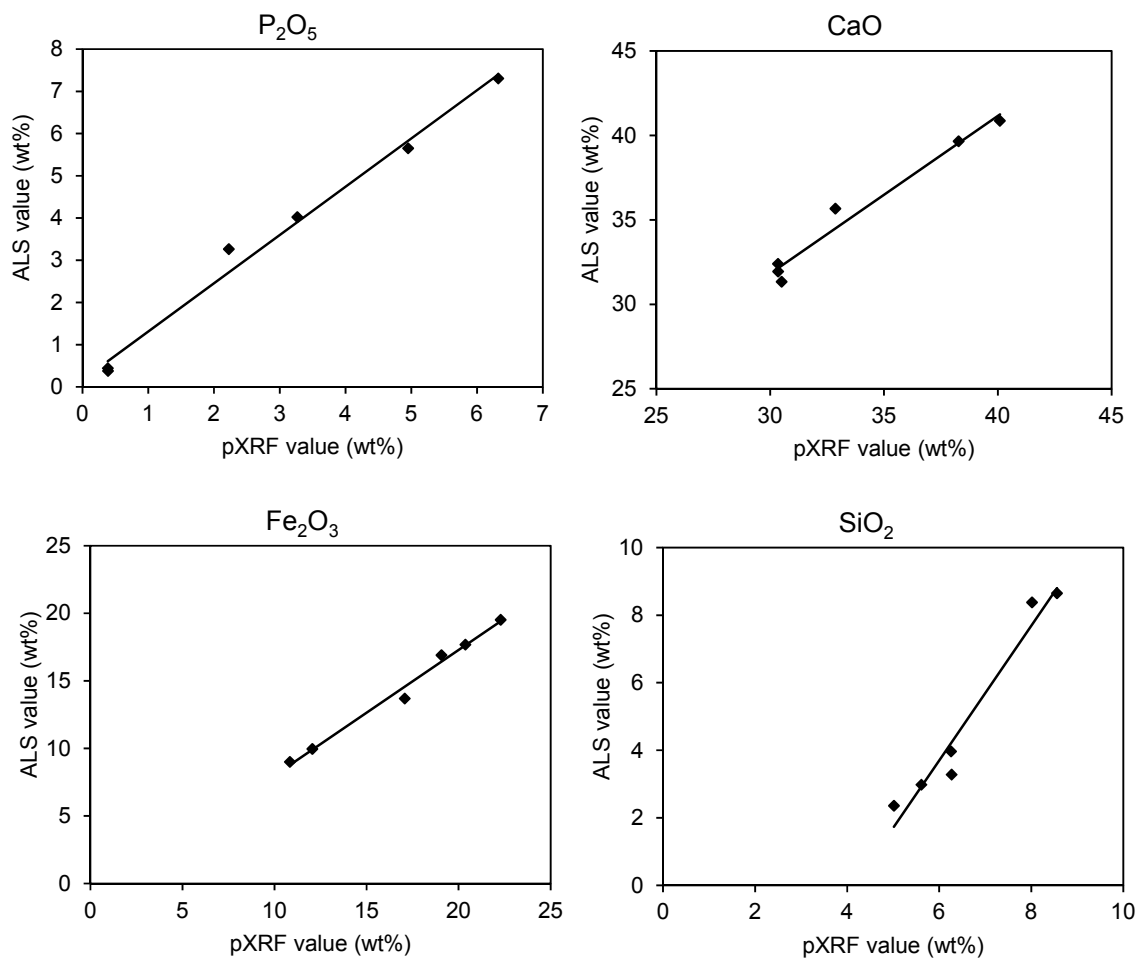 P₂O₅
8
7
6
5
4
3
2
1
0
ALS value (wt%)
0 1 2 3 4 5 6 7
pXRF value (wt%)
CaO
45
40
35
30
25
ALS value (wt%)
25 30 35 40 45
pXRF value (wt%)
Fe₂O₃
25
20
15
10
5
0
ALS value (wt%)
0 5 10 15 20 25
pXRF value (wt%)
SiO₂
10
8
6
4
2
0
ALS value (wt%)
0 2 4 6 8 10
pXRF value (wt%)